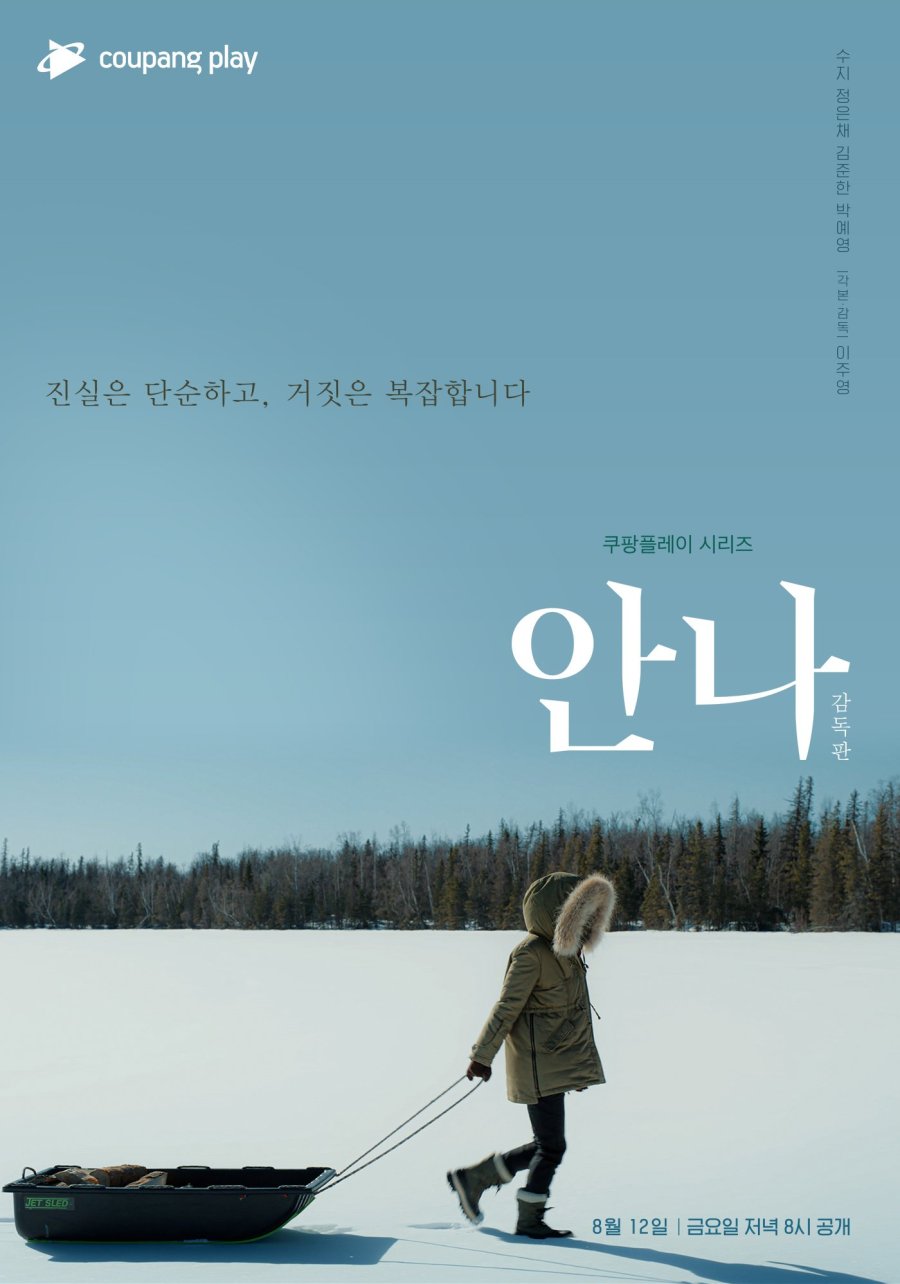 coupang play
수지 정은채 김준한 박예영 |각본·감독| 이주영
진실은 단순하고, 거짓은 복잡합니다
쿠팡플레이 시리즈
안나
감독판
JET SLED
8월 12일 | 금요일 저녁 8시 공개